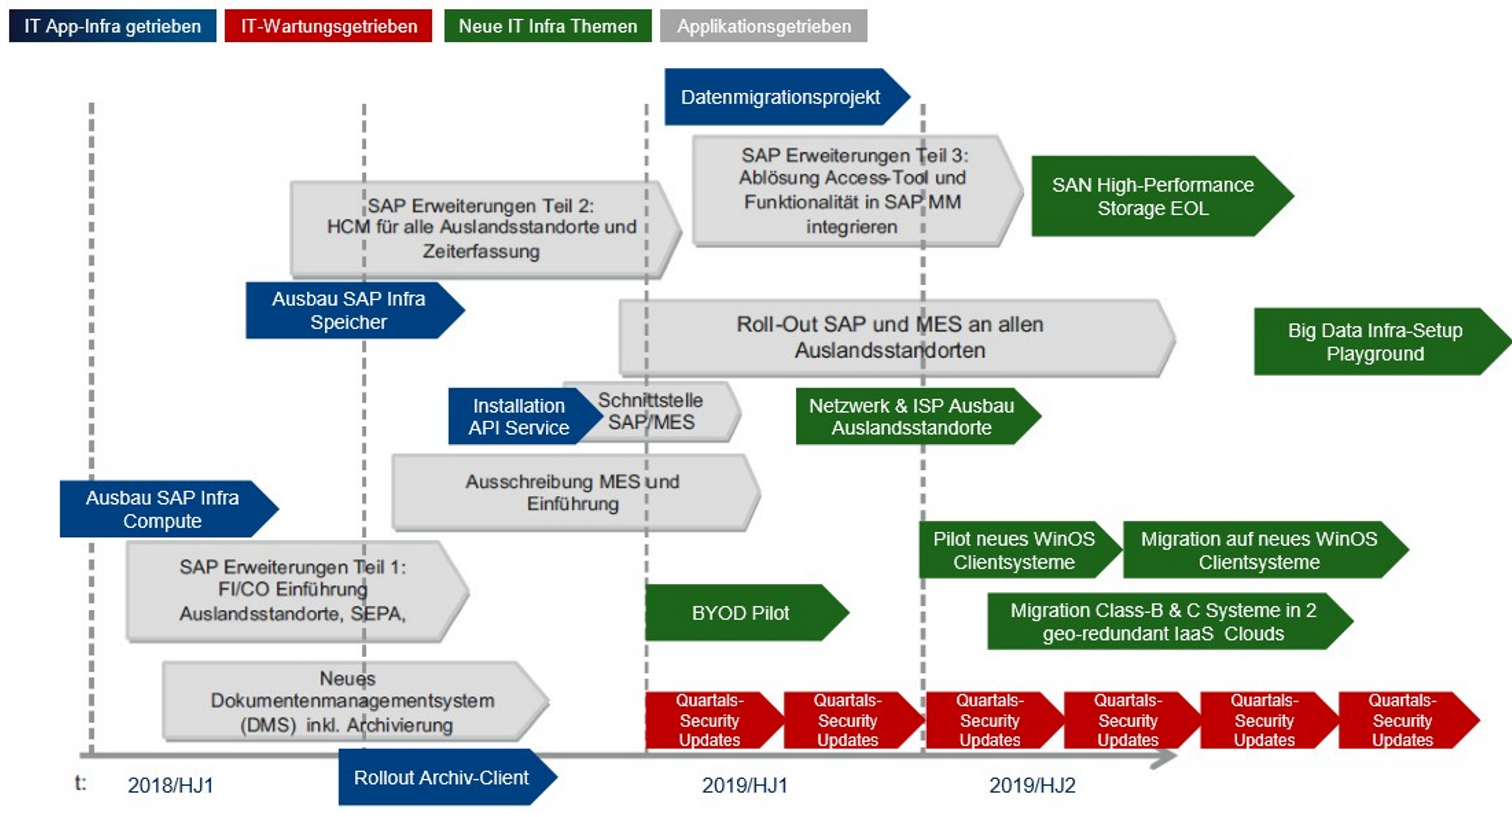 IT App-Infra getrieben
IT-Wartungsgetrieben
Neue IT Infra Themen
Applikationsgetrieben
Datenmigrationsprojekt
SAP Erweiterungen Teil 3:
Ablösung Access-Tool und
Funktionalität in SAP MM
integrieren
SAN High-Performance
Storage EOL
SAP Erweiterungen Teil 2:
HCM für alle Auslandsstandorte und
Zeiterfassung
Ausbau SAP Infra
Speicher
Roll-Out SAP und MES an allen
Auslandsstandorten
Big Data Infra-Setup
Playground
Installation
API Service
Schnittstelle
SAP/MES
Netzwerk & ISP Ausbau
Auslandsstandorte
Ausschreibung MES und
Einführung
Ausbau SAP Infra
Compute
Pilot neues WinOS
Clientsysteme
Migration auf neues WinOS
Clientsysteme
SAP Erweiterungen Teil 1:
FI/CO Einführung
Auslandsstandorte, SEPA,
BYOD Pilot
Migration Class-B & C Systeme in 2
geo-redundant IaaS Clouds
Neues
Dokumentenmanagementsystem
(DMS) inkl. Archivierung
Quartals-
Security
Updates
Quartals-
Security
Updates
Quartals-
Security
Updates
Quartals-
Security
Updates
Quartals-
Security
Updates
Quartals-
Security
Updates
Rollout Archiv-Client
t:
2018/HJ1
2019/HJ1
2019/HJ2